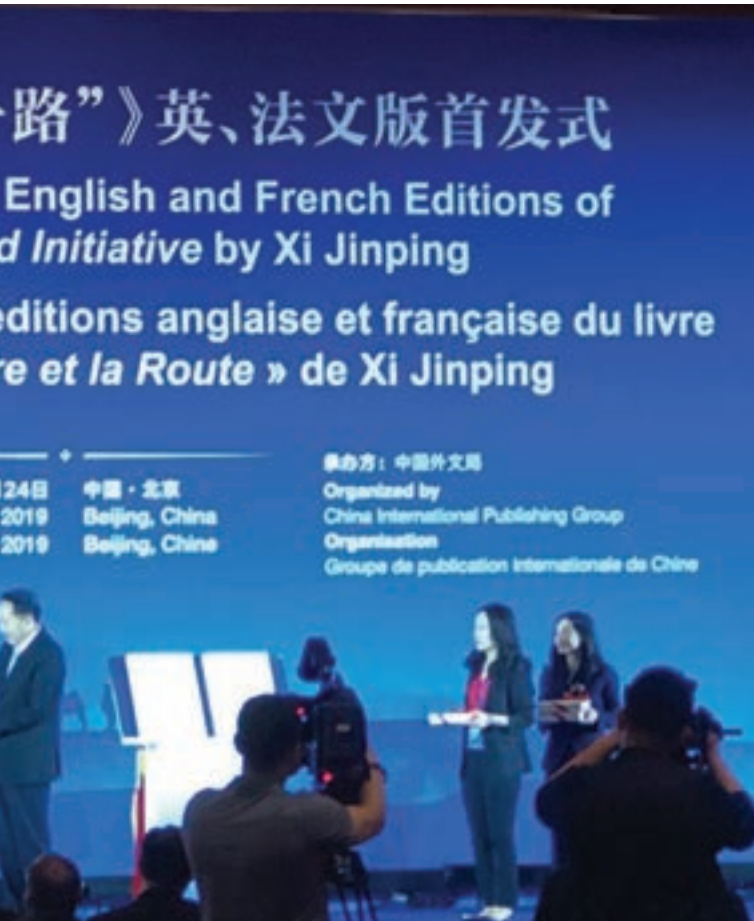 路”》英、法文版首发式
English and French Editions of
d Initiative by Xi Jinping
éditions anglaise et française du livre
re et la Route » de Xi Jinping
24日 中国·北京
2019 Beijing, China
2019 Beijing, Chine
承办方：中国外文局
Organized by
China International Publishing Group
Organisation
Groupe de publication internationale de Chine